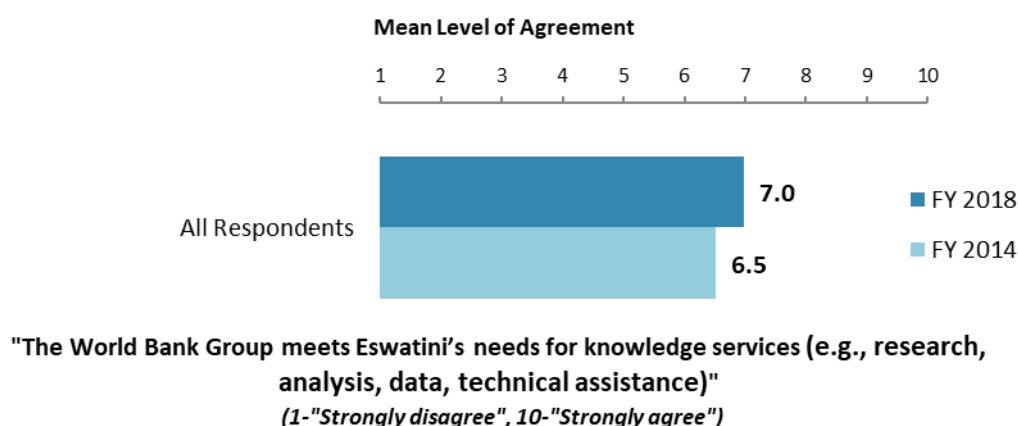 Mean Level of Agreement
1 2 3 4 5 6 7 8 9 10
7.0
FY 2018
All Respondents
FY 2014
6.5
"The World Bank Group meets Eswatini’s needs for knowledge services (e.g., research,
analysis, data, technical assistance)"
(1-"Strongly disagree", 10-"Strongly agree")